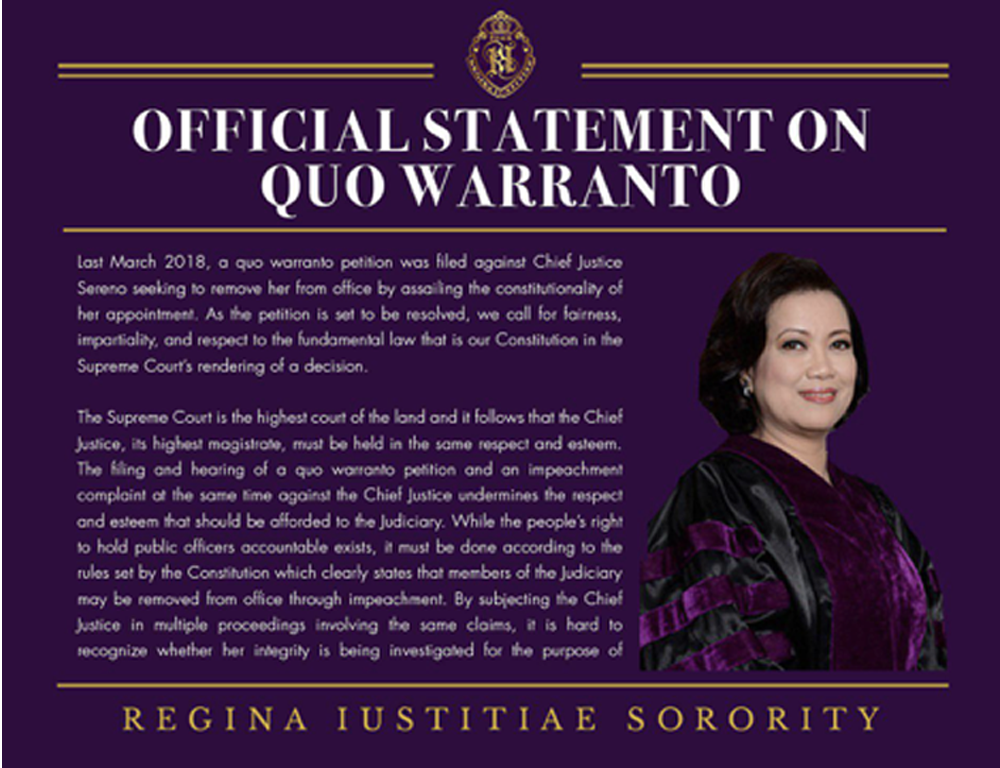 OFFICIAL STATEMENT ON
QUO WARRANTO
Last March 2018, a quo warranto petition was filed against Chief Justice
Sereno seeking to remove her from office by assailing the constitutionality of
her appointment. As the petition is set to be resolved, we call for fairness,
impartiality, and respect to the fundamental law that is our Constitution in the
Supreme Court's rendering of a decision.
The Supreme Court is the highest court of the land and it follows that the Chief
Justice, its highest magistrate, must be held in the same respect and esteem.
The filing and hearing of a quo warranto petition and an impeachment
complaint at the same time against the Chief Justice undermines the respect
and esteem that should be afforded to the Judiciary. While the people's right
to hold public officers accountable exists, it must be done according to the
rules set by the Constitution which clearly states that members of the Judiciary
may be removed from office through impeachment. By subjecting the Chief
Justice in multiple proceedings involving the same claims, it is hard to
recognize whether her integrity is being investigated for the purpose of
REGINA IUSTITIAE SORORITY